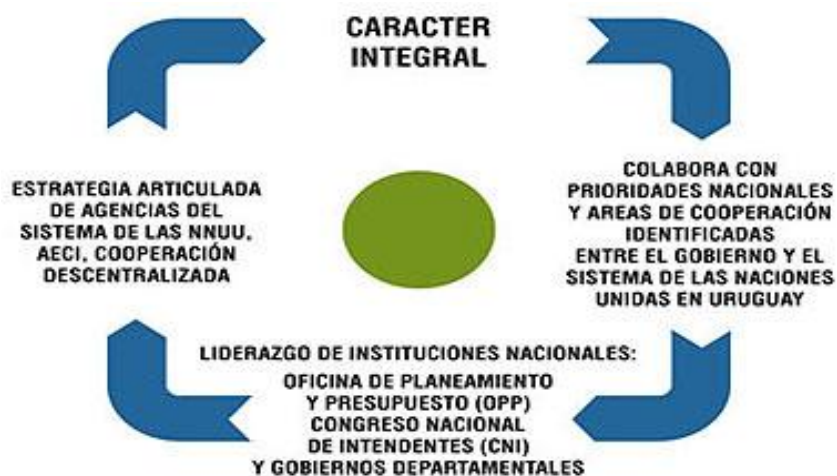 CARACTER
INTEGRAL
ESTRATEGIA ARTICULADA
DE AGENCIAS DEL
SISTEMA DE LAS NNUU,
AECI, COOPERACIÓN
DESCENTRALIZADA
COLABORA CON
PRIORIDADES NACIONALES
Y AREAS DE COOPERACIÓN
IDENTIFICADAS
ENTRE EL GOBIERNO Y EL
SISTEMA DE LAS NACIONES
UNIDAS EN URUGUAY
LIDERAZGO DE INSTITUCIONES NACIONALES:
OFICINA DE PLANEAMIENTO
Y PRESUPUESTO (OPP)
CONGRESO NACIONAL
DE INTENDENTES (CNI)
Y GOBIERNOS DEPARTAMENTALES